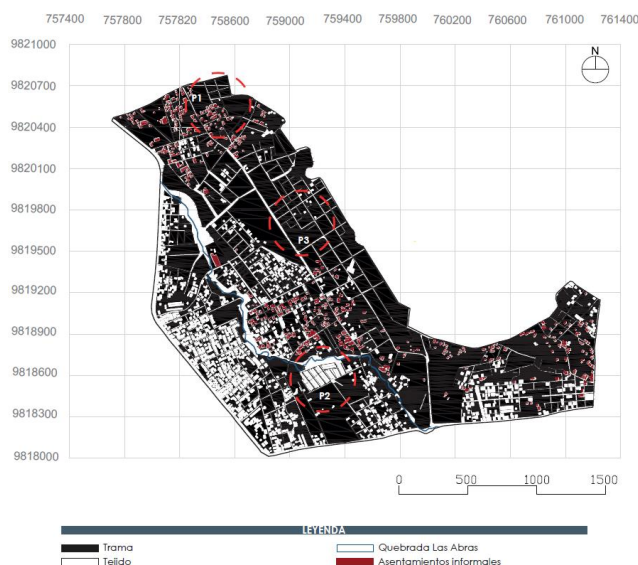 757400 757800 757820 758600 759000 759400 759800 760200 760600 761000 761400
9821000
N
9820700
P1
9820400
9820100
9819800
P3
9819500
9819200
9818900
9818600
P2
9818300
9818000
0 500 1000 1500
LEYENDA
Trama
Quebrada Las Abras
Tejido
Asentamientos informales